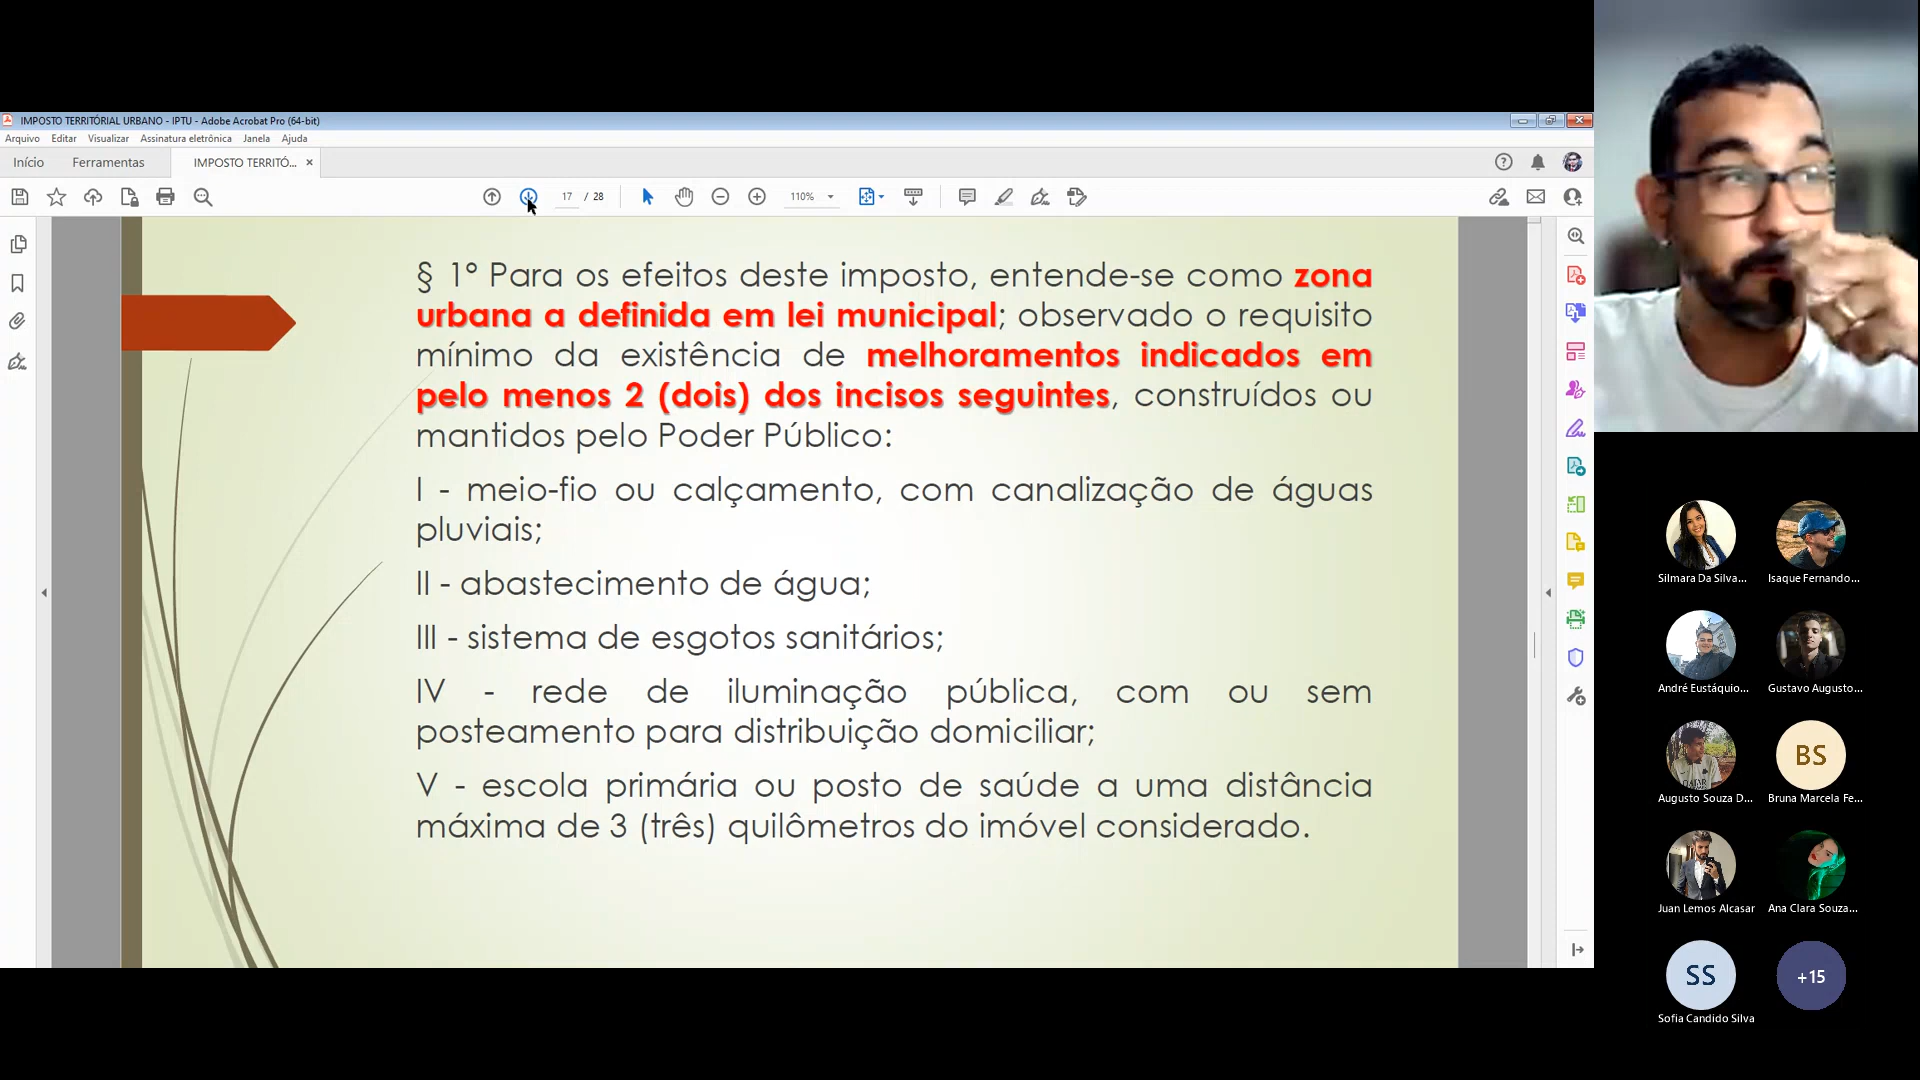 IMPOSTO TERRITÓRIAL URBANO - IPTU - Adobe Acrobat Pro (64-bit)
Arquivo Editar Visualizar Assinatura eletrônica Janela Ajuda
Início Ferramentas IMPOSTO TERRITÓ... ×
17 / 28 110%
§ 1º Para os efeitos deste imposto, entende-se como zona
urbana a definida em lei municipal; observado o requisito
mínimo da existência de melhoramentos indicados em
pelo menos 2 (dois) dos incisos seguintes, construídos ou
mantidos pelo Poder Público:
I - meio-fio ou calçamento, com canalização de águas
pluviais;
II - abastecimento de água;
III - sistema de esgotos sanitários;
IV - rede de iluminação pública, com ou sem
posteamento para distribuição domiciliar;
V - escola primária ou posto de saúde a uma distância
máxima de 3 (três) quilômetros do imóvel considerado.
Silmara Da Silva... Isaque Fernando...
André Eustáquio... Gustavo Augusto...
BS
Augusto Souza D... Bruna Marcela Fe...
Juan Lemos Alcasar Ana Clara Souza...
SS +15
Sofia Candido Silva